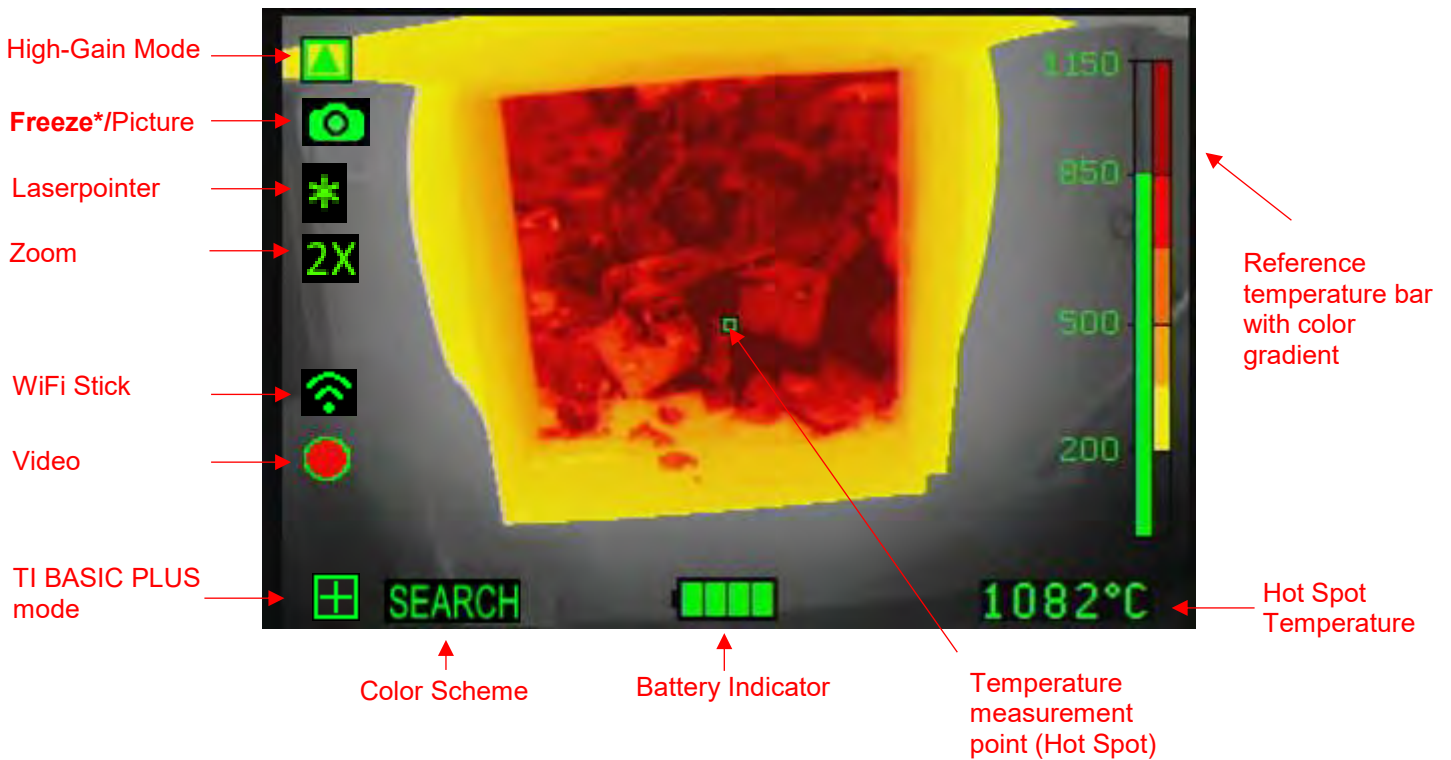 High-Gain Mode
Freeze*/Picture
Laserpointer
Zoom
2X
WiFi Stick
Video
TI BASIC PLUS
mode
SEARCH
1150
850
500
200
1082°C
Reference
temperature bar
with color
gradient
Hot Spot
Temperature
Color Scheme
Battery Indicator
Temperature
measurement
point (Hot Spot)